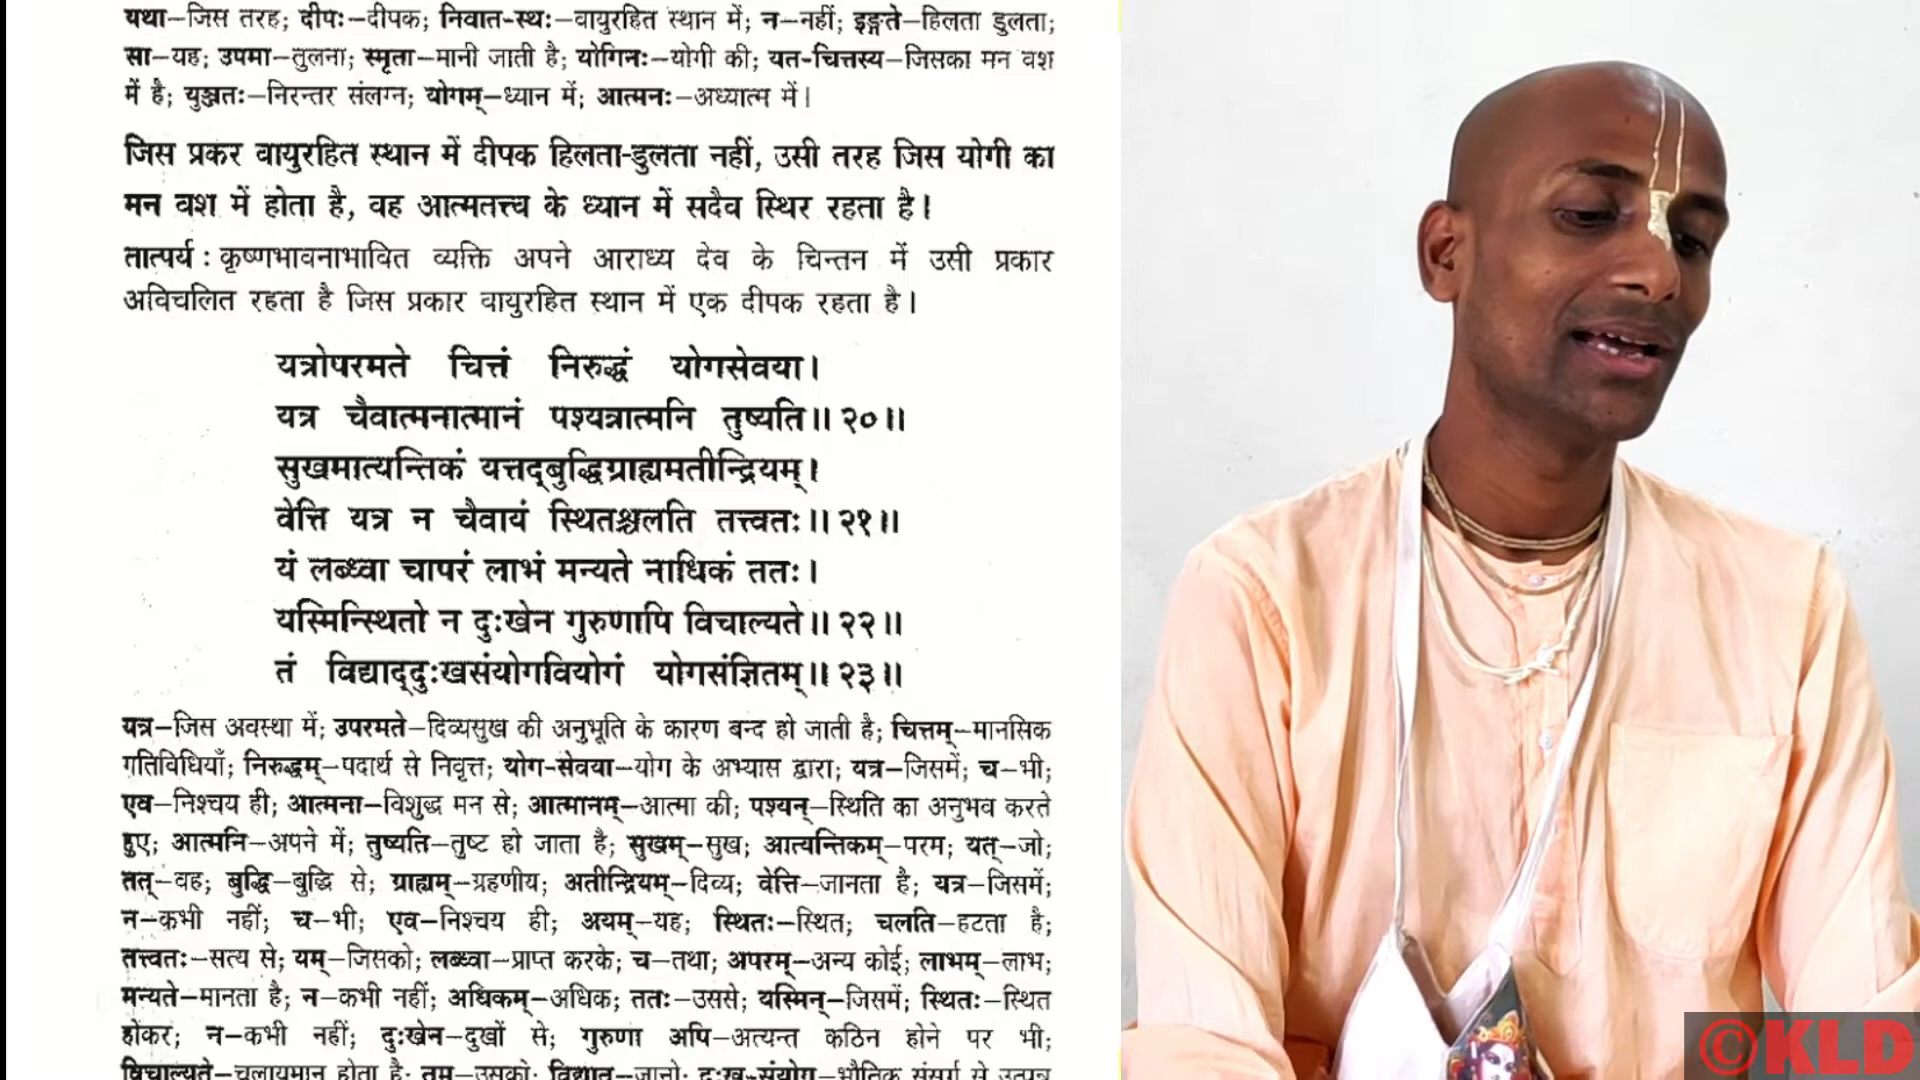 यथा–जिस तरह; दीपः–दीपक; निवात-स्थः–वायुरहित स्थान में; न–नहीं; इङ्गते–हिलता डुलता;
सा–यह; उपमा–तुलना; स्मृता–मानी जाती है; योगिनः–योगी की; यत-चित्तस्य–जिसका मन वश
में है; युञ्जतः–निरन्तर संलग्न; योगम्–ध्यान में; आत्मनः–अध्यात्म में।
जिस प्रकर वायुरहित स्थान में दीपक हिलता-डुलता नहीं, उसी तरह जिस योगी का
मन वश में होता है, वह आत्मतत्त्व के ध्यान में सदैव स्थिर रहता है।
तात्पर्य : कृष्णभावनाभावित व्यक्ति अपने आराध्य देव के चिन्तन में उसी प्रकार
अविचलित रहता है जिस प्रकार वायुरहित स्थान में एक दीपक रहता है।
यत्रोपरमते चित्तं निरुद्धं योगसेवया।
यत्र चैवात्मनात्मानं पश्यन्नात्मनि तुष्यति॥ २०॥
सुखमात्यन्तिकं यत्तद्बुद्धिग्राह्यमतीन्द्रियम्।
वेत्ति यत्र न चैवायं स्थितश्चलति तत्त्वतः॥ २१॥
यं लब्ध्वा चापरं लाभं मन्यते नाधिकं ततः।
यस्मिन्स्थितो न दुःखेन गुरुणापि विचाल्यते॥ २२॥
तं विद्याद्दुःखसंयोगवियोगं योगसंज्ञितम्॥ २३॥
यत्र–जिस अवस्था में; उपरमते–दिव्यसुख की अनुभूति के कारण बन्द हो जाती है; चित्तम्–मानसिक
गतिविधियाँ; निरुद्धम्–पदार्थ से निवृत्त; योग-सेवया–योग के अभ्यास द्वारा; यत्र–जिसमें; च–भी;
एव–निश्चय ही; आत्मना–विशुद्ध मन से; आत्मानम्–आत्मा की; पश्यन्–स्थिति का अनुभव करते
हुए; आत्मनि–अपने में; तुष्यति–तुष्ट हो जाता है; सुखम्–सुख; आत्यन्तिकम्–परम; यत्–जो;
तत्–वह; बुद्धि–बुद्धि से; ग्राह्यम्–ग्रहणीय; अतीन्द्रियम्–दिव्य; वेत्ति–जानता है; यत्र–जिसमें;
न–कभी नहीं; च–भी; एव–निश्चय ही; अयम्–यह; स्थितः–स्थित; चलति–हटता है;
तत्त्वतः–सत्य से; यम्–जिसको; लब्ध्वा–प्राप्त करके; च–तथा; अपरम्–अन्य कोई; लाभम्–लाभ;
मन्यते–मानता है; न–कभी नहीं; अधिकम्–अधिक; ततः–उससे; यस्मिन्–जिसमें; स्थितः–स्थित
होकर; न–कभी नहीं; दुःखेन–दुखों से; गुरुणा अपि–अत्यन्त कठिन होने पर भी;
विचाल्यते–चलायमान होता है; तम्–उसको; विद्यात्–जानो; दुःख-संयोग–भौतिक संसर्ग से उत्पन्न
©KLD